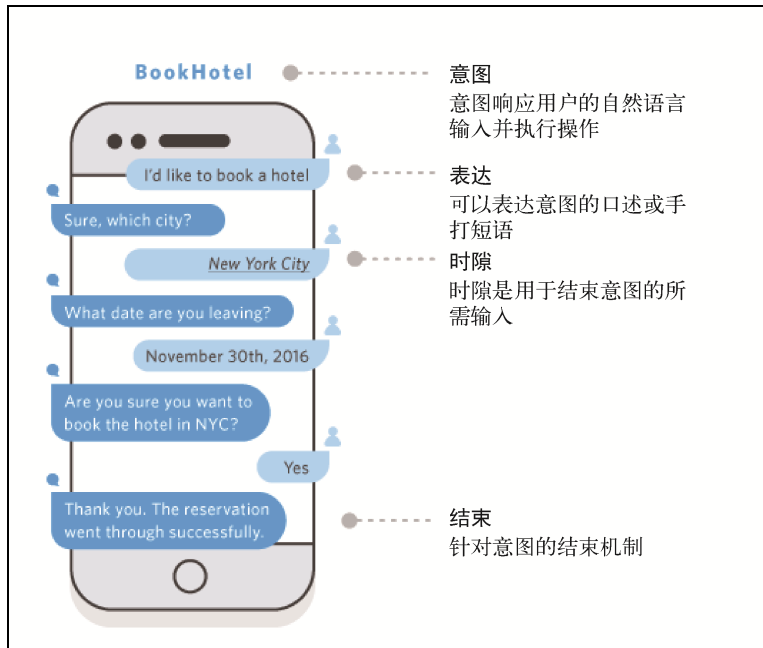 BookHotel
意图
意图响应用户的自然语言
输入并执行操作
I'd like to book a hotel
表达
可以表达意图的口述或手
打短语
Sure, which city?
New York City
时隙
时隙是用于结束意图的所
需输入
What date are you leaving?
November 30th, 2016
Are you sure you want to
book the hotel in NYC?
Yes
Thank you. The reservation
went through successfully.
结束
针对意图的结束机制